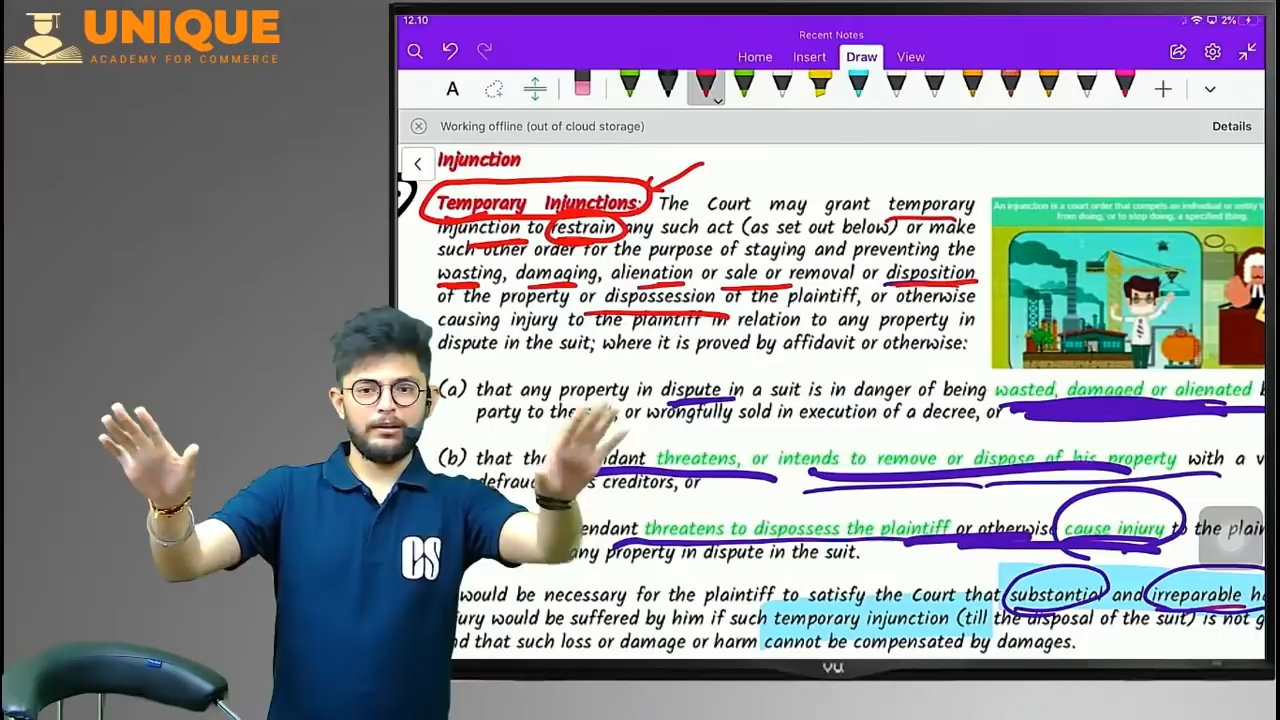 UNIQUE
ACADEMY FOR COMMERCE
12.10
2%
Recent Notes
Home Insert Draw View
A
Working offline (out of cloud storage)
Details
Injunction
Temporary Injunctions: The Court may grant temporary
injunction to restrain any such act (as set out below) or make
such other order for the purpose of staying and preventing the
wasting, damaging, alienation or sale or removal or disposition
of the property or dispossession of the plaintiff, or otherwise
causing injury to the plaintiff in relation to any property in
dispute in the suit; where it is proved by affidavit or otherwise:
An injunction is a court order that compels an individual or entity
from doing, or to stop doing, a specified thing.
(a) that any property in dispute in a suit is in danger of being wasted, damaged or alienated
party to the or wrongfully sold in execution of a decree, or
(b) that the threatens, or intends to remove or dispose of his property with a
creditors, or
threatens to dispossess the plaintiff or otherwise cause injury to the
any property in dispute in the suit.
would be necessary for the plaintiff to satisfy the Court that substantial and irreparable
would be suffered by him if such temporary injunction (till the disposal of the suit) is not
that such loss or damage or harm cannot be compensated by damages.
CS
VU